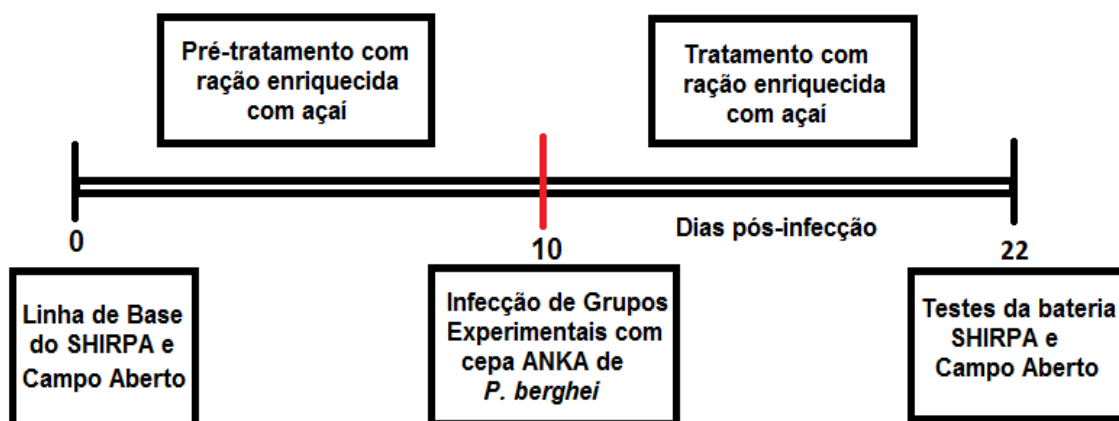 Pré-tratamento com
ração enriquecida
com açaí
Tratamento com
ração enriquecida
com açaí
Dias pós-infecção
0
10
22
Linha de Base
do SHIRPA e
Campo Aberto
Infecção de Grupos
Experimentais com
cepa ANKA de
P. berghei
Testes da bateria
SHIRPA e
Campo Aberto